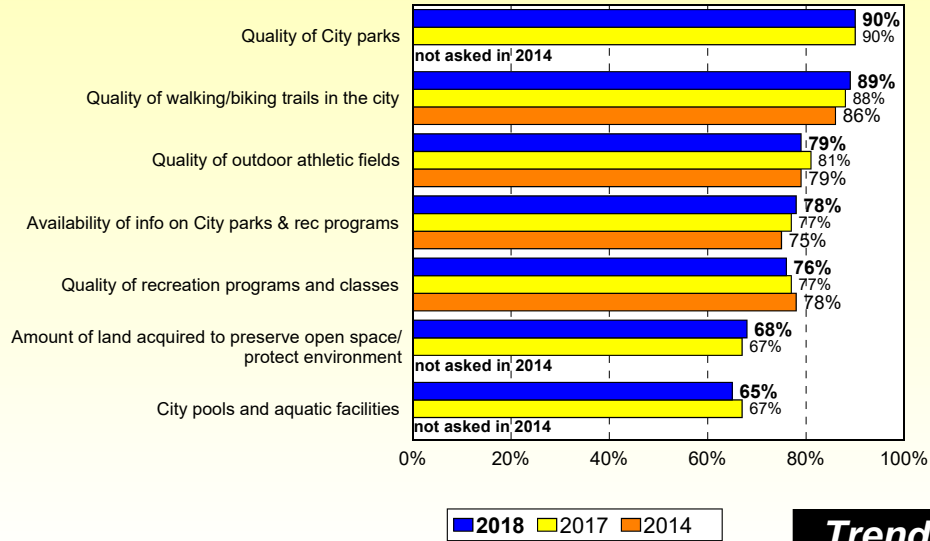 Quality of City parks
90%
90%
not asked in 2014
Quality of walking/biking trails in the city
89%
88%
86%
Quality of outdoor athletic fields
79%
81%
79%
Availability of info on City parks & rec programs
78%
77%
75%
Quality of recreation programs and classes
76%
77%
78%
Amount of land acquired to preserve open space/
protect environment
68%
67%
not asked in 2014
City pools and aquatic facilities
65%
67%
not asked in 2014
0% 20% 40% 60% 80% 100%
2018 2017 2014
Trend